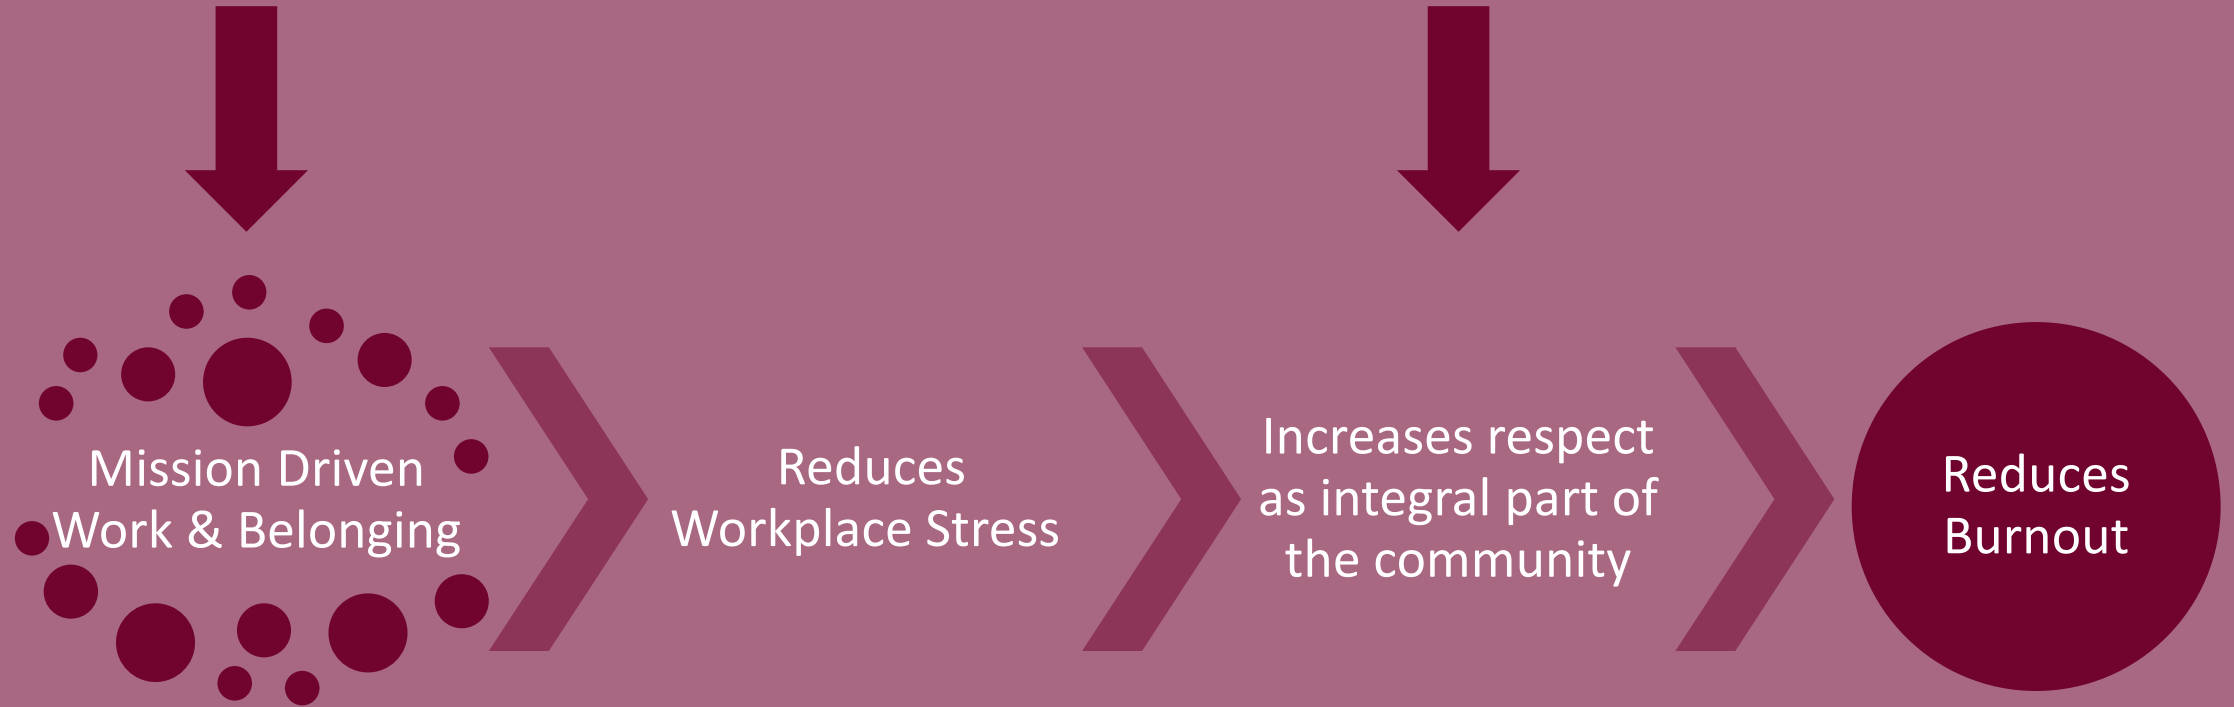 Mission Driven
Work & Belonging
Reduces
Workplace Stress
Increases respect
as integral part of
the community
Reduces
Burnout